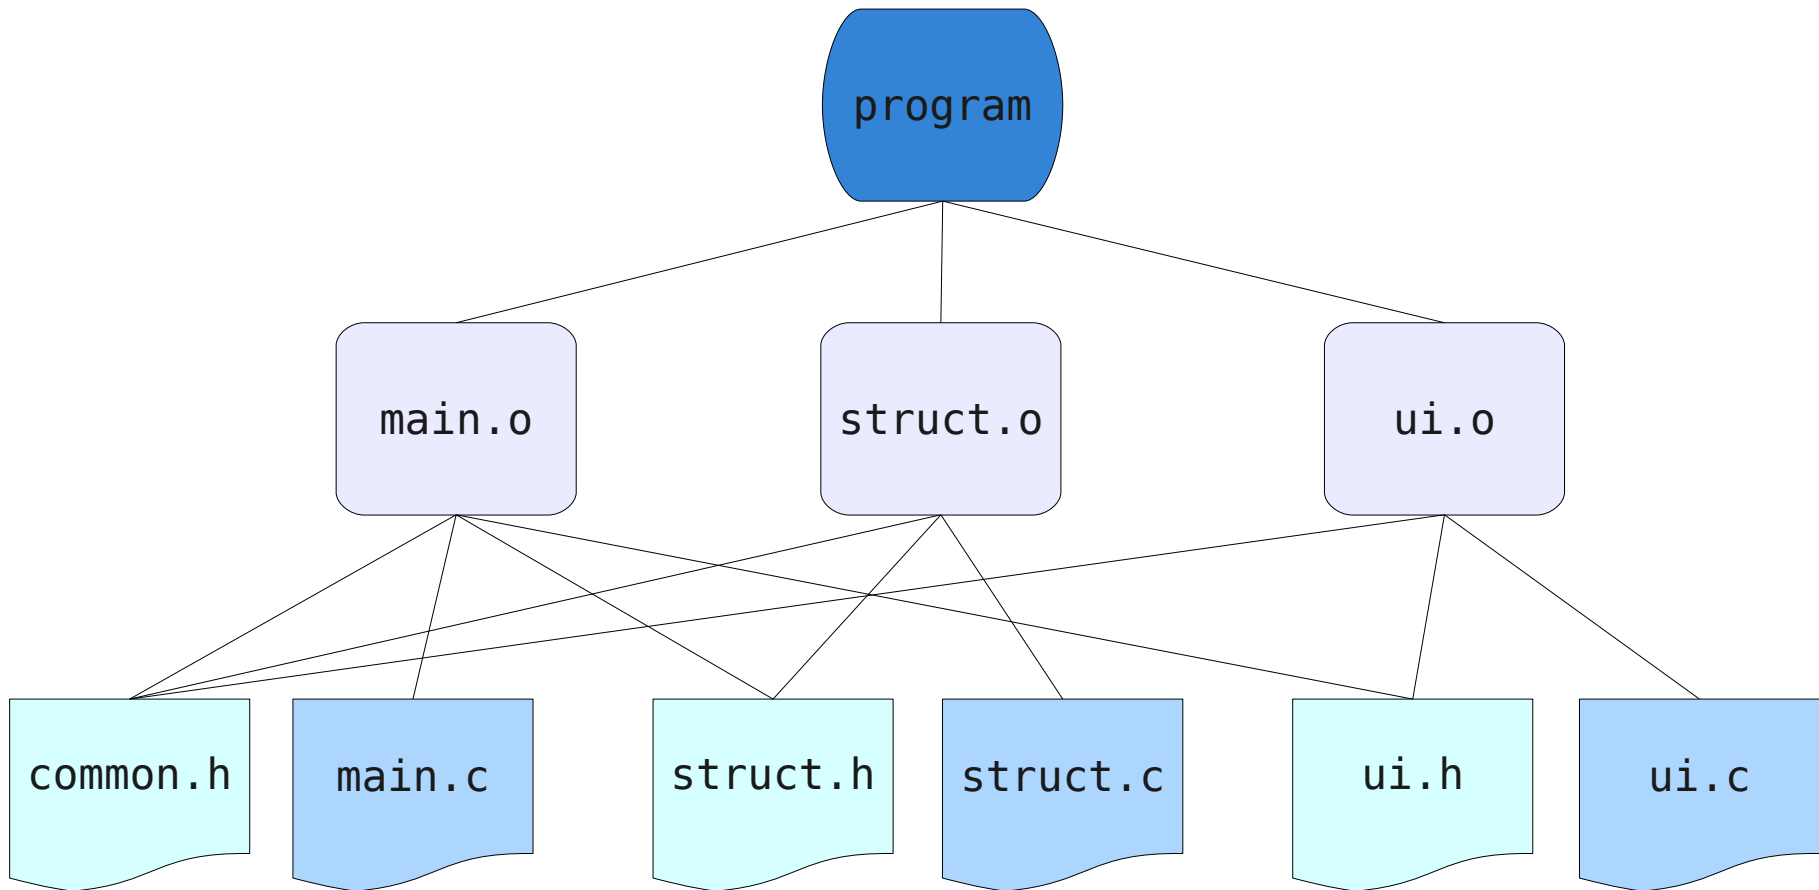 program
main.o
struct.o
ui.o
common.h
main.c
struct.h
struct.c
ui.h
ui.c